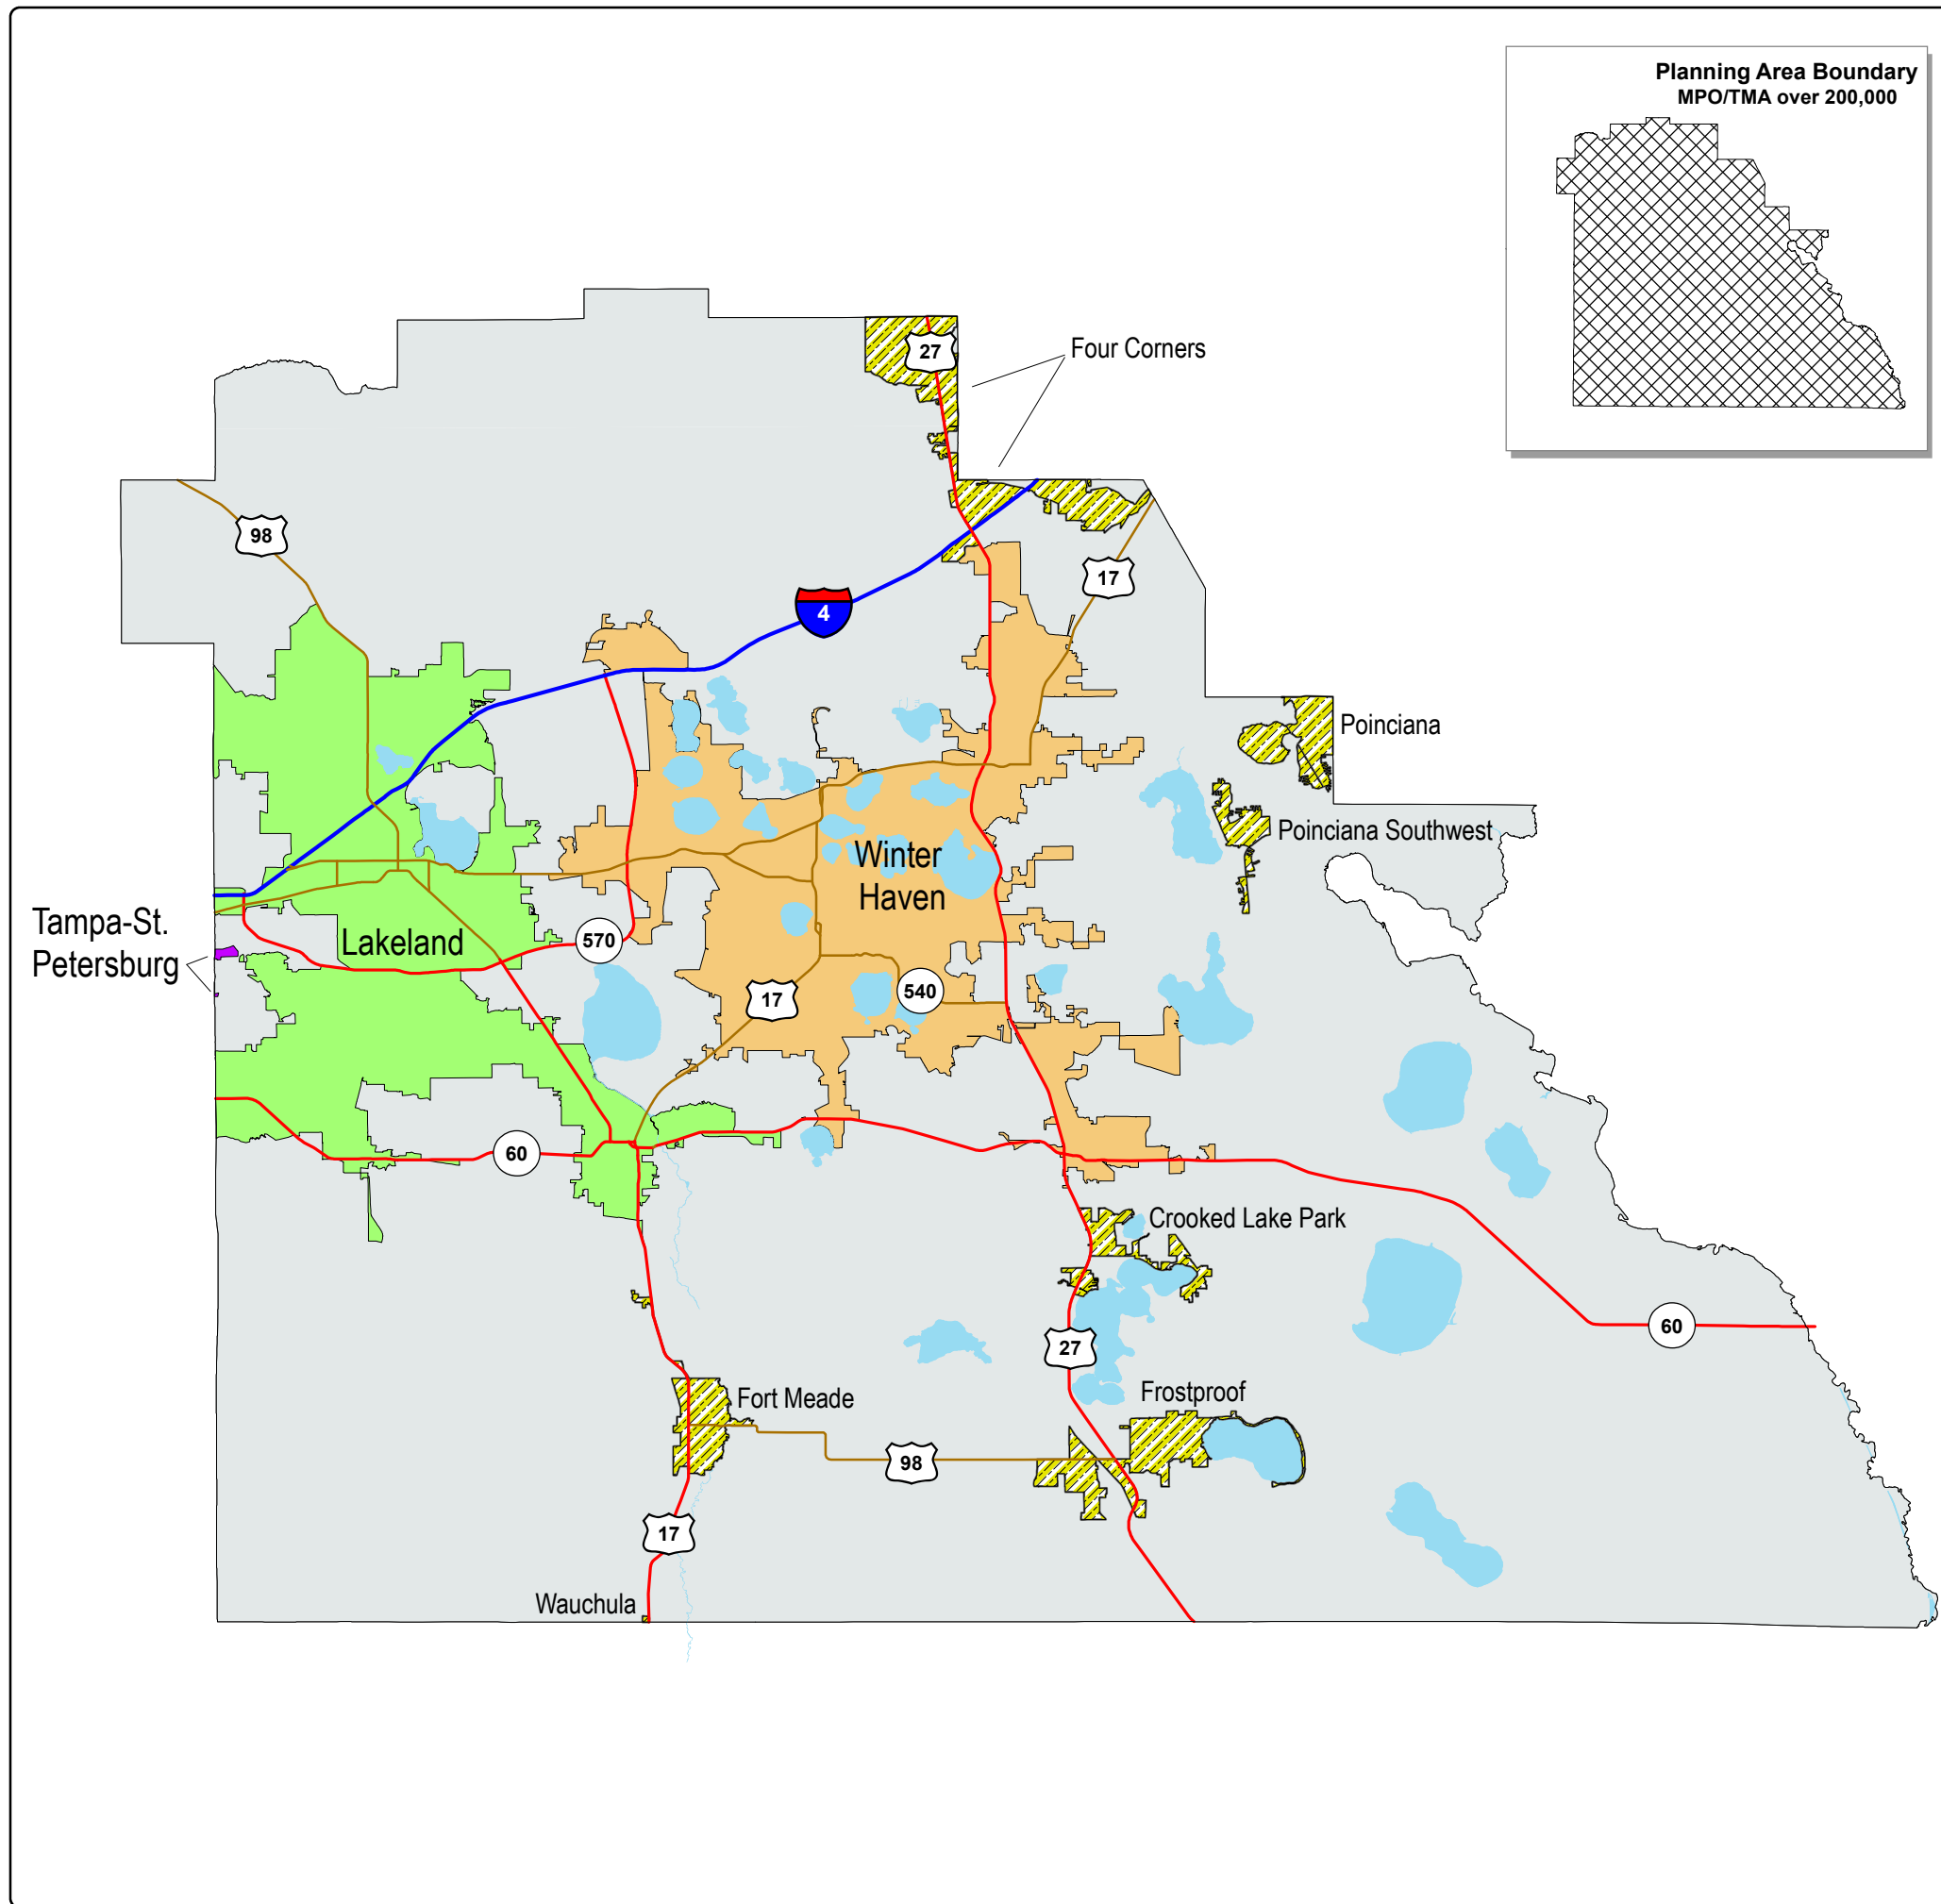 Planning Area Boundary
MPO/TMA over 200,000
27
Four Corners
98
17
4
Poinciana
Poinciana Southwest
Winter
Haven
Tampa-St.
Petersburg
Lakeland
570
17
540
60
Crooked Lake Park
60
27
Fort Meade
Frostproof
98
17
Wauchula